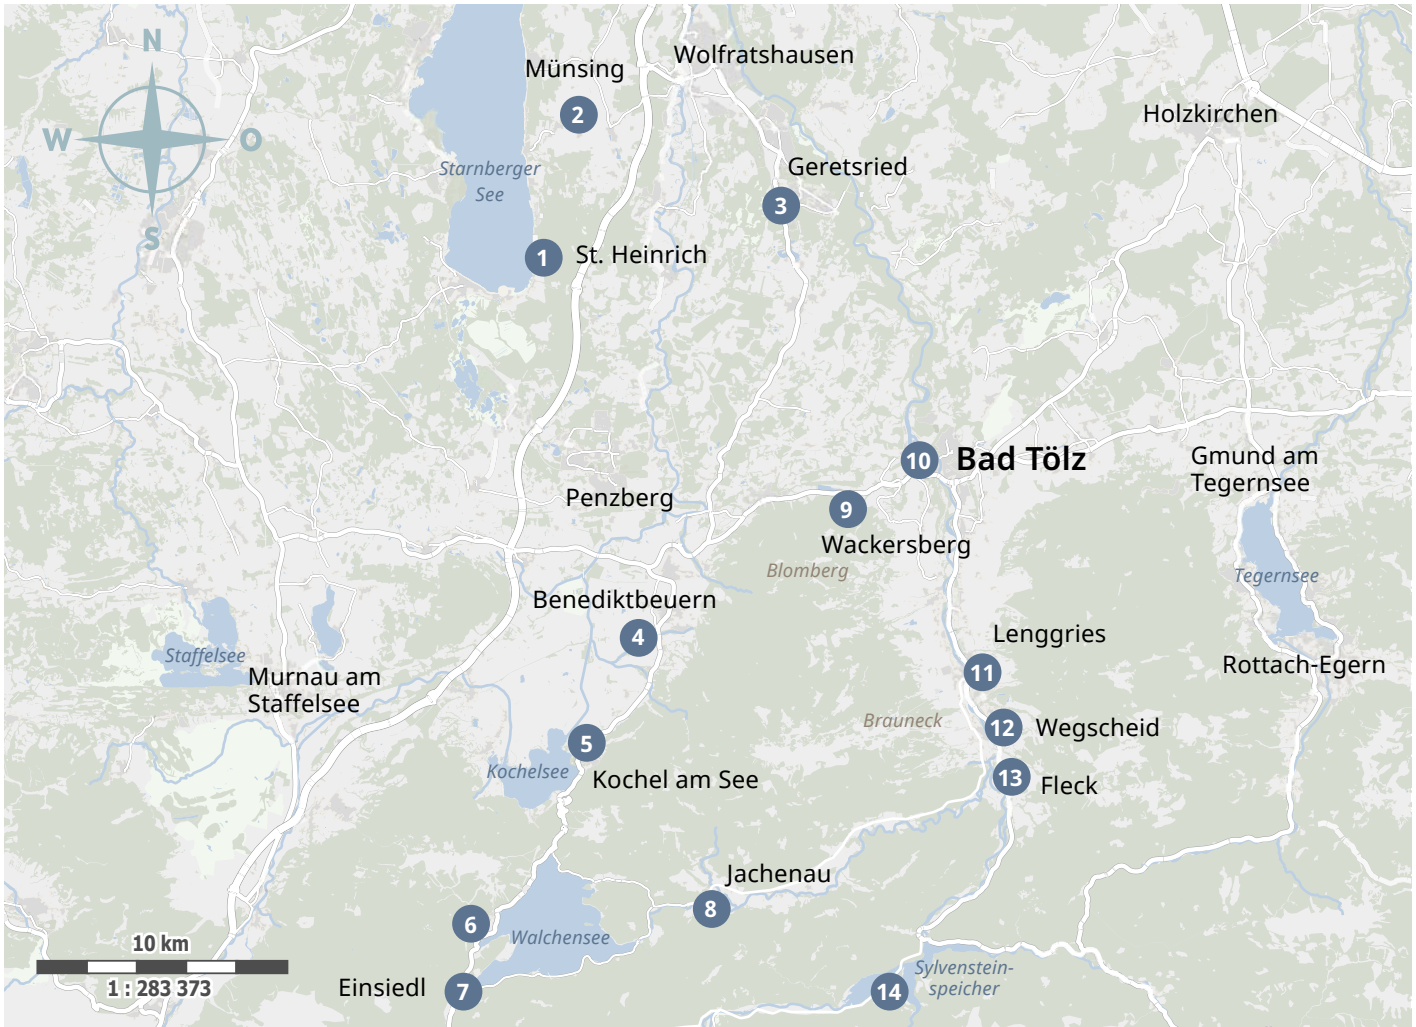 N
W
O
S
Wolfratshausen
Münsing
2
Holzkirchen
Starnberger
See
Geretsried
3
1
St. Heinrich
10
Bad Tölz
Gmund am
Tegernsee
Penzberg
9
Wackersberg
Blomberg
Tegernsee
Benediktbeuern
4
Lenggries
Staffelsee
Murnau am
Staffelsee
11
Rottach-Egern
Brauneck
12
Wegscheid
5
Kochelsee
Kochel am See
13
Fleck
Jachenau
8
6
Walchensee
10 km
1 : 283 373
Einsiedl
7
Sylvenstein-
speicher
14